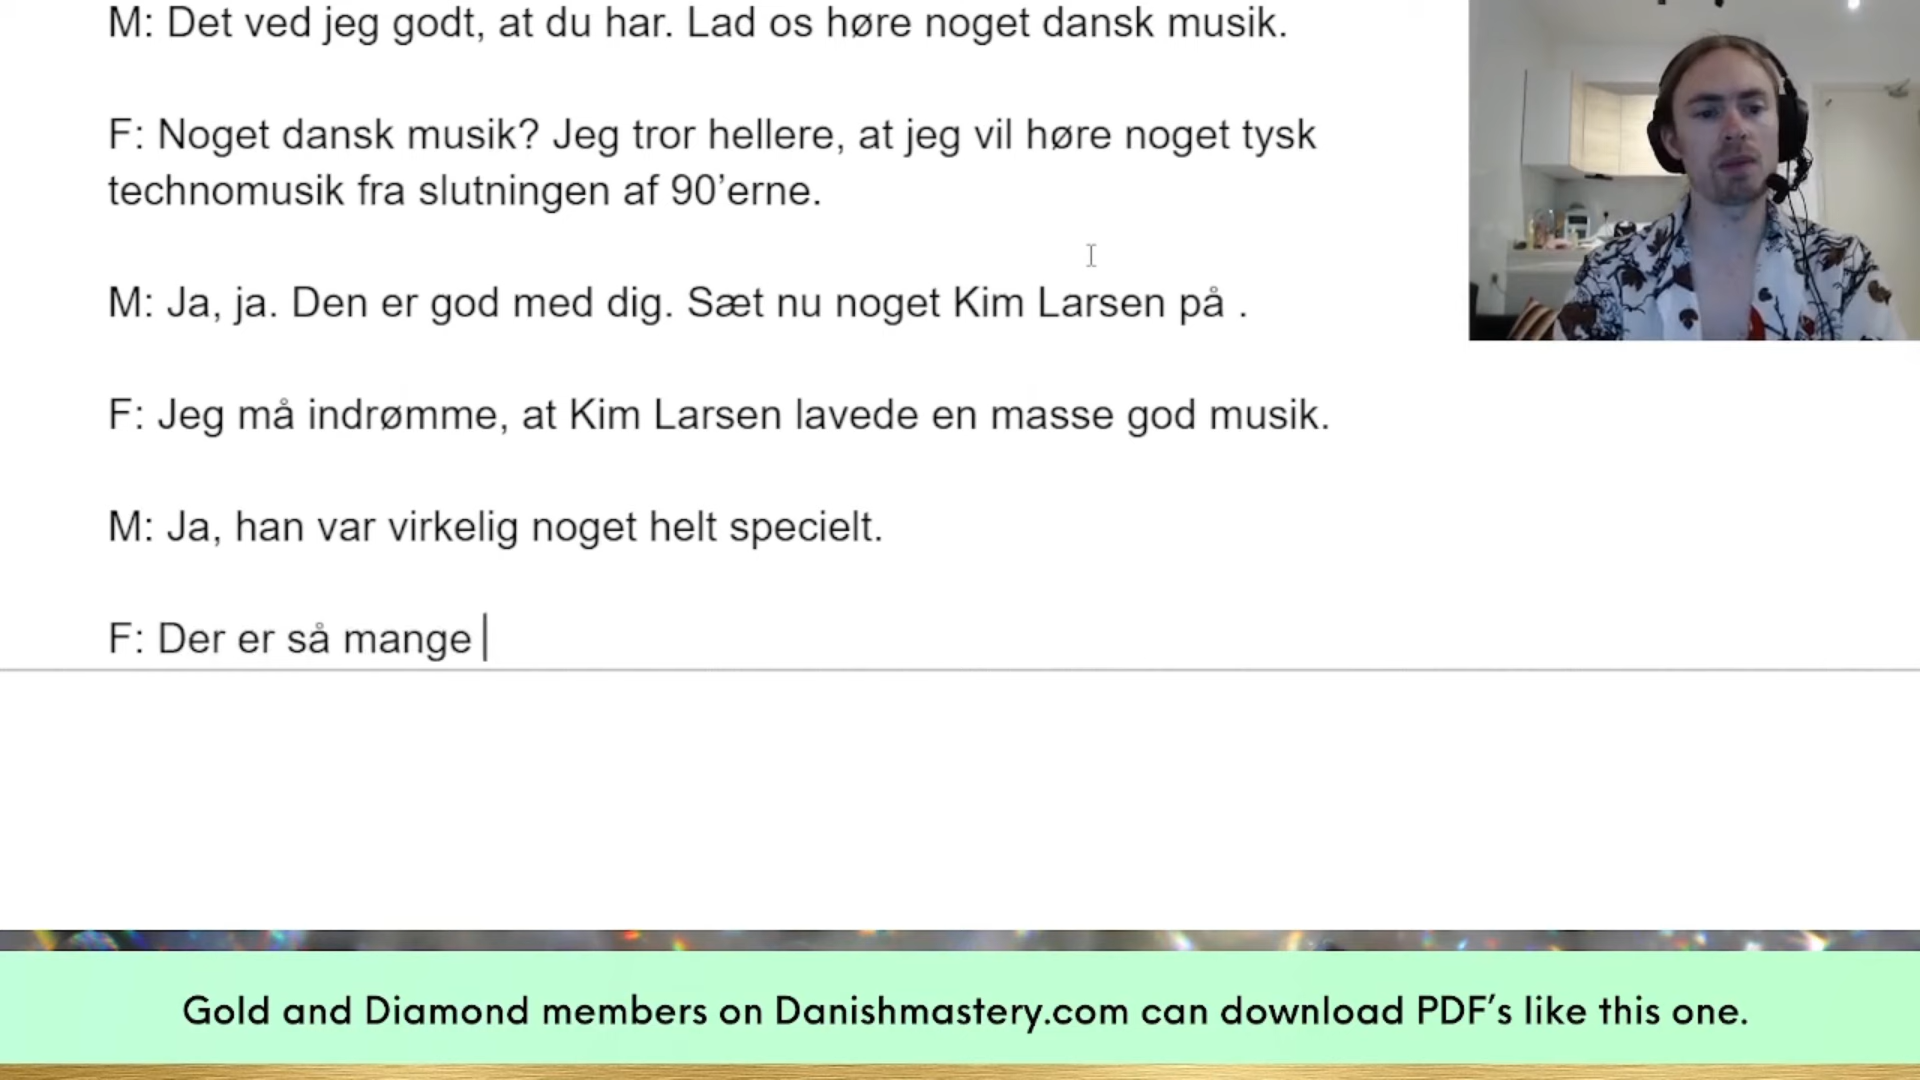 M: Det ved jeg godt, at du har. Lad os høre noget dansk musik.
F: Noget dansk musik? Jeg tror hellere, at jeg vil høre noget tysk
technomusik fra slutningen af 90’erne.
M: Ja, ja. Den er god med dig. Sæt nu noget Kim Larsen på .
F: Jeg må indrømme, at Kim Larsen lavede en masse god musik.
M: Ja, han var virkelig noget helt specielt.
F: Der er så mange
Gold and Diamond members on Danishmastery.com can download PDF’s like this one.